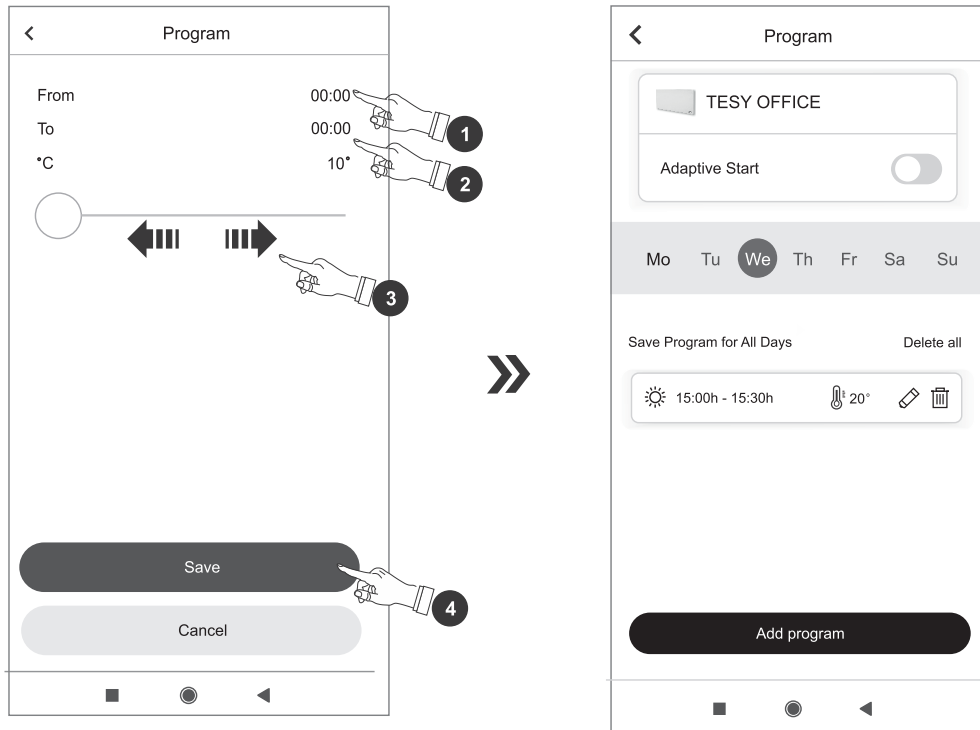 Program
From 00:00
To 00:00
°C 10°
1
2
3
Save
4
Cancel
Program
TESY OFFICE
Adaptive Start
Mo Tu We Th Fr Sa Su
Save Program for All Days Delete all
15:00h - 15:30h 20°
Add program